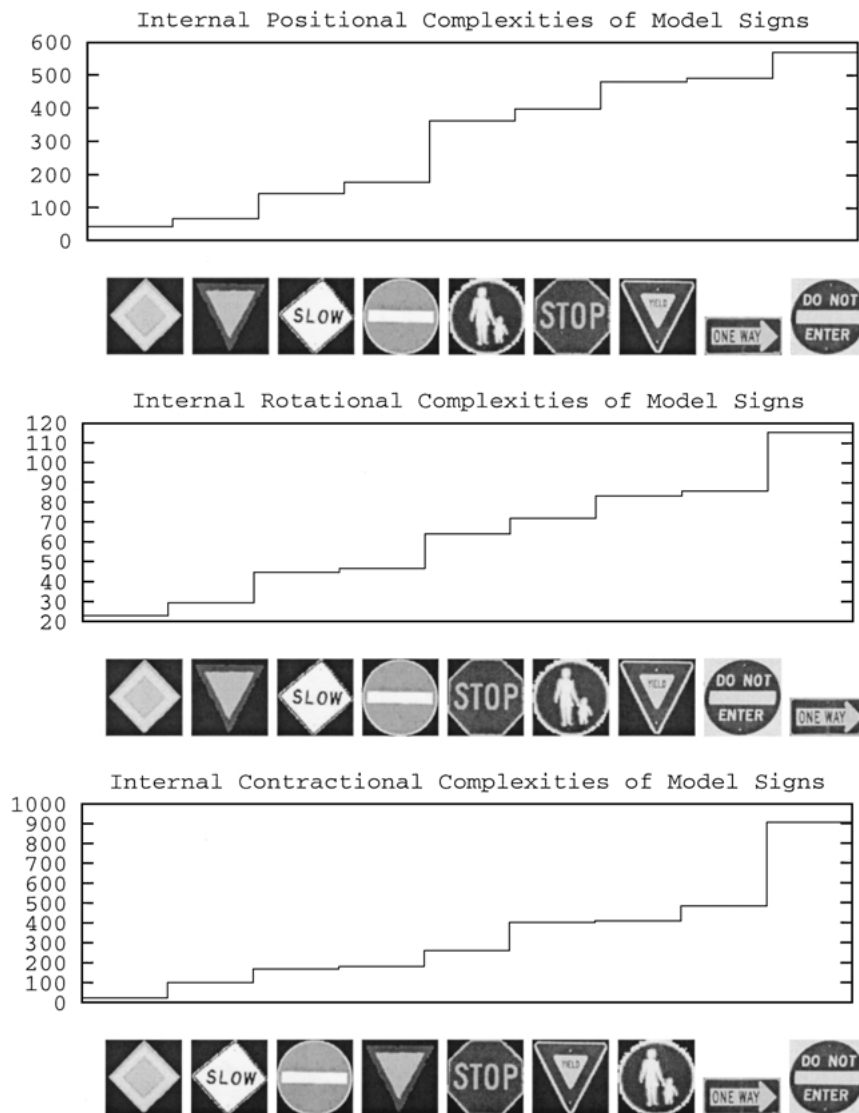 Internal Positional Complexities of Model Signs
600
500
400
300
200
100
0
SLOW
STOP
YIELD
ONE WAY
DO NOT
ENTER
Internal Rotational Complexities of Model Signs
120
110
100
90
80
70
60
50
40
30
20
SLOW
STOP
YIELD
DO NOT
ENTER
ONE WAY
Internal Contractional Complexities of Model Signs
1000
900
800
700
600
500
400
300
200
100
0
SLOW
STOP
YIELD
ONE WAY
DO NOT
ENTER